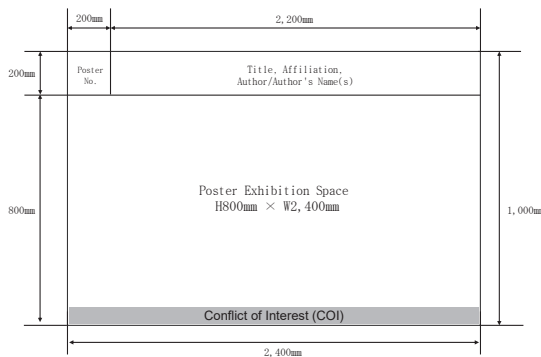 200mm
2,200mm
200mm
Poster
No.
Title, Affiliation,
Author/Author's Name(s)
800mm
Poster Exhibition Space
H800mm × W2,400mm
1,000m
Conflict of Interest (COI)
2,400mm